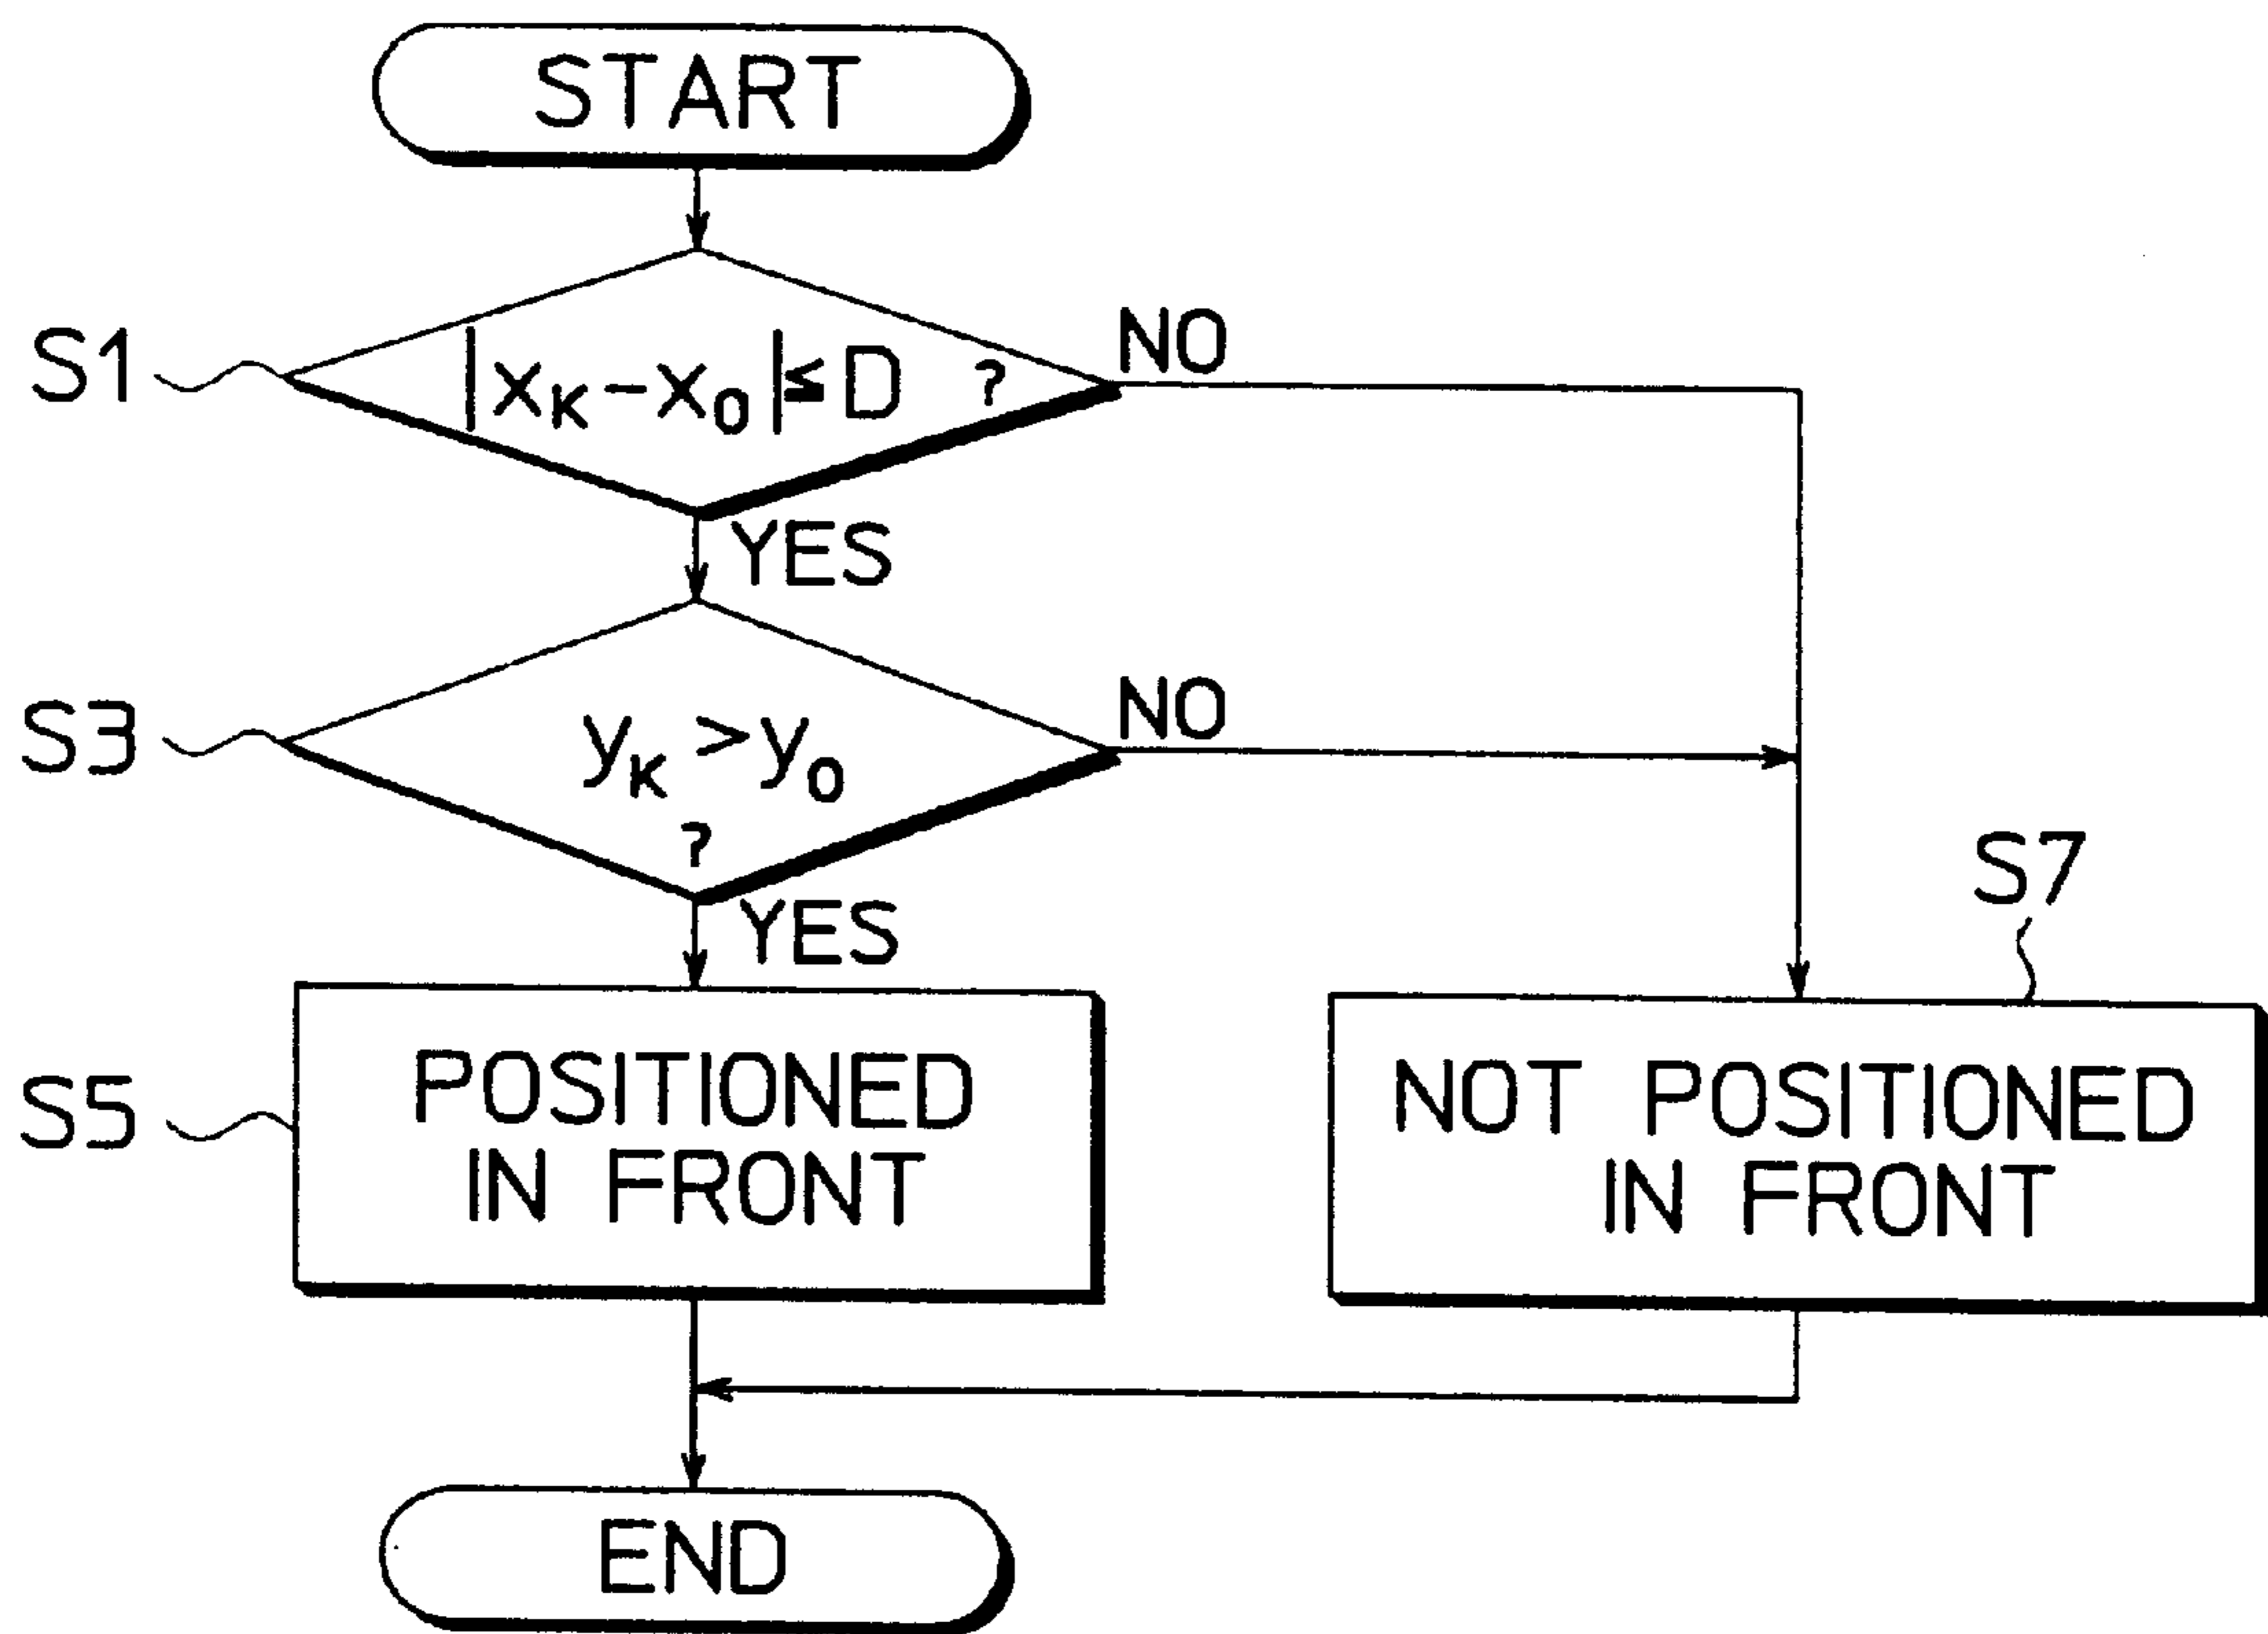 START
S1
|xK-x0|≦D ?
NO
YES
S3
yK>y0
?
NO
YES
S7
S5
POSITIONED
IN FRONT
NOT POSITIONED
IN FRONT
END